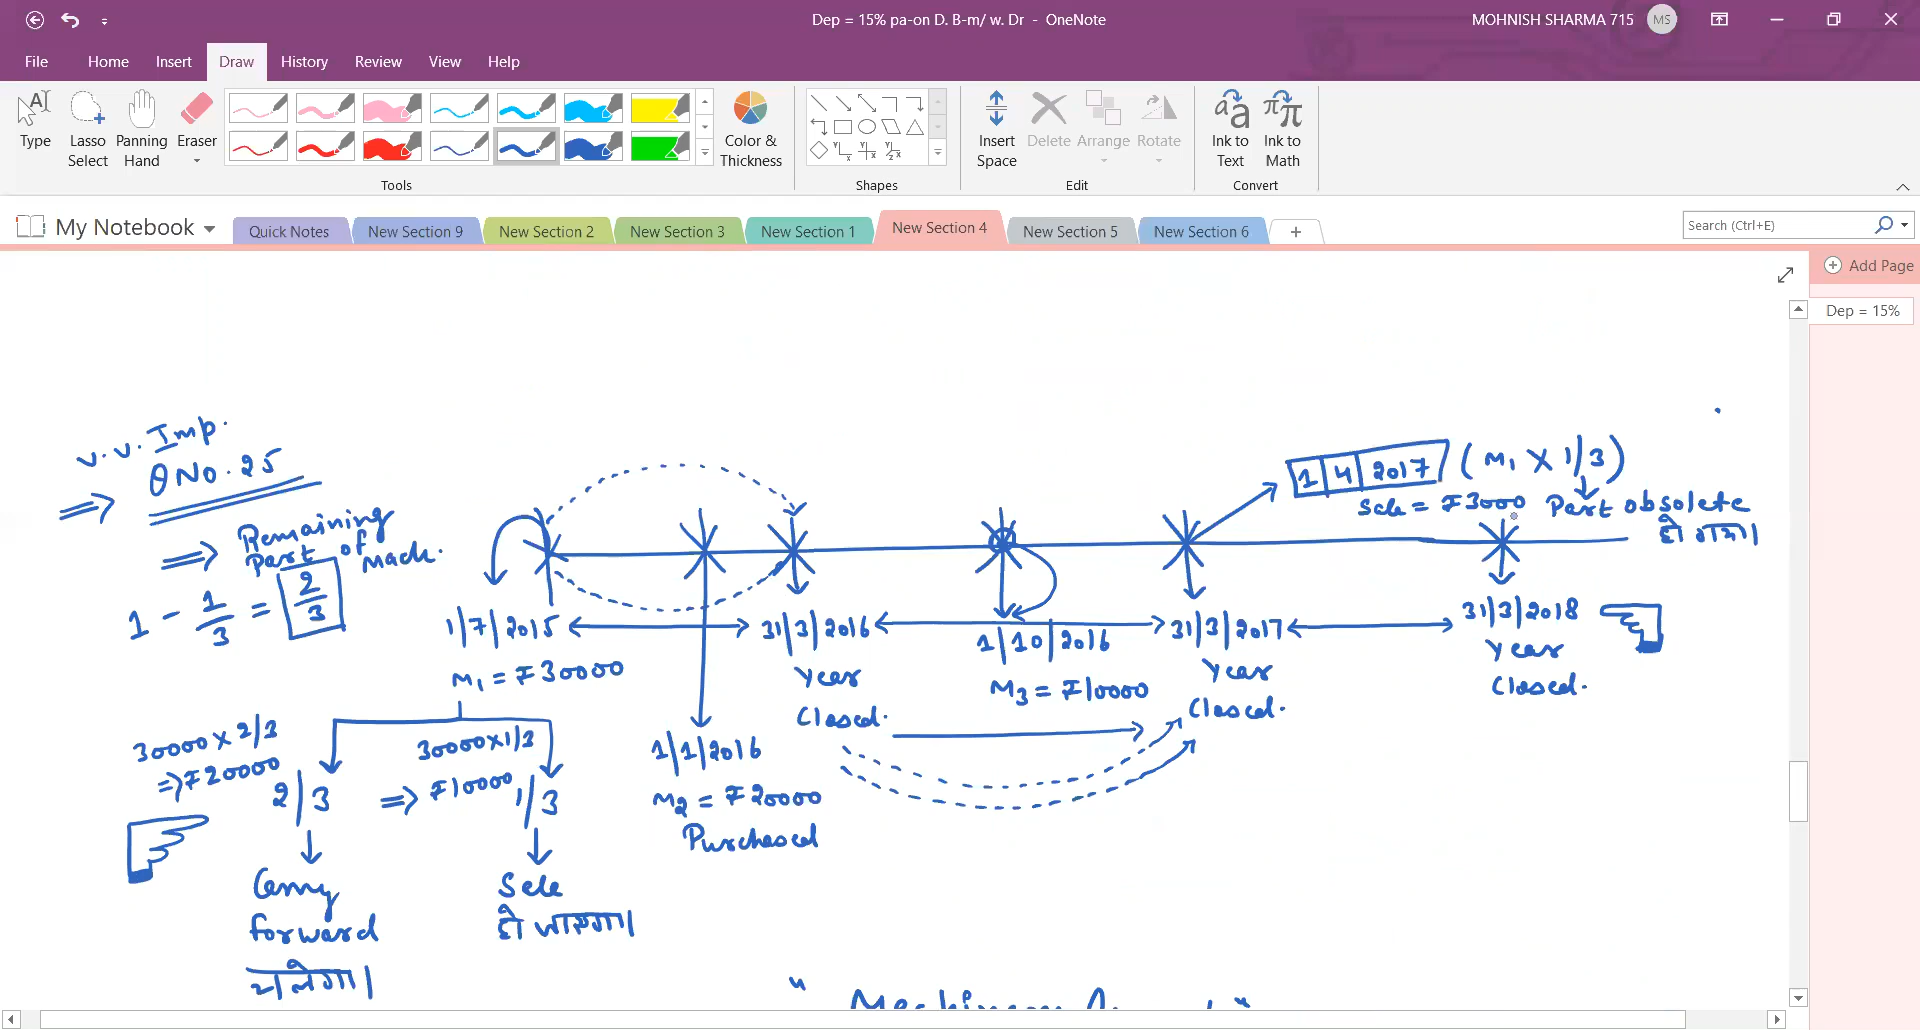 Dep = 15% pa-on D. B-m/ w. Dr - OneNote
MOHNISH SHARMA 715
MS
File
Home
Insert
Draw
History
Review
View
Help
Type
Lasso
Select
Panning
Hand
Eraser
Color &
Thickness
Insert
Space
Delete
Arrange
Rotate
Ink to
Text
Ink to
Math
Tools
Shapes
Edit
Convert
My Notebook
Quick Notes
New Section 9
New Section 2
New Section 3
New Section 1
New Section 4
New Section 5
New Section 6
Search (Ctrl+E)
Add Page
Dep = 15%
v.v. Imp.
Q No. 25
Remaining
Part of
Mach.
1 - 1/3 = 2/3
1 | 4 | 2017 (M1 X 1/3)
Sale = ₹3000 Part obsolete
हो गया
1/7/2015
31/3/2016
1/10/2016
31/3/2017
31/3/2018
M1 = ₹30000
Year
Closed.
M3 = ₹10000
Year
Closed.
Year
Closed.
30000 x 2/3
=> ₹20000
2/3
30000x1/3
=> ₹10000
1/3
1/1/2016
M2 = ₹20000
Purchased
Carry
forward
Sale
हो जाएगा